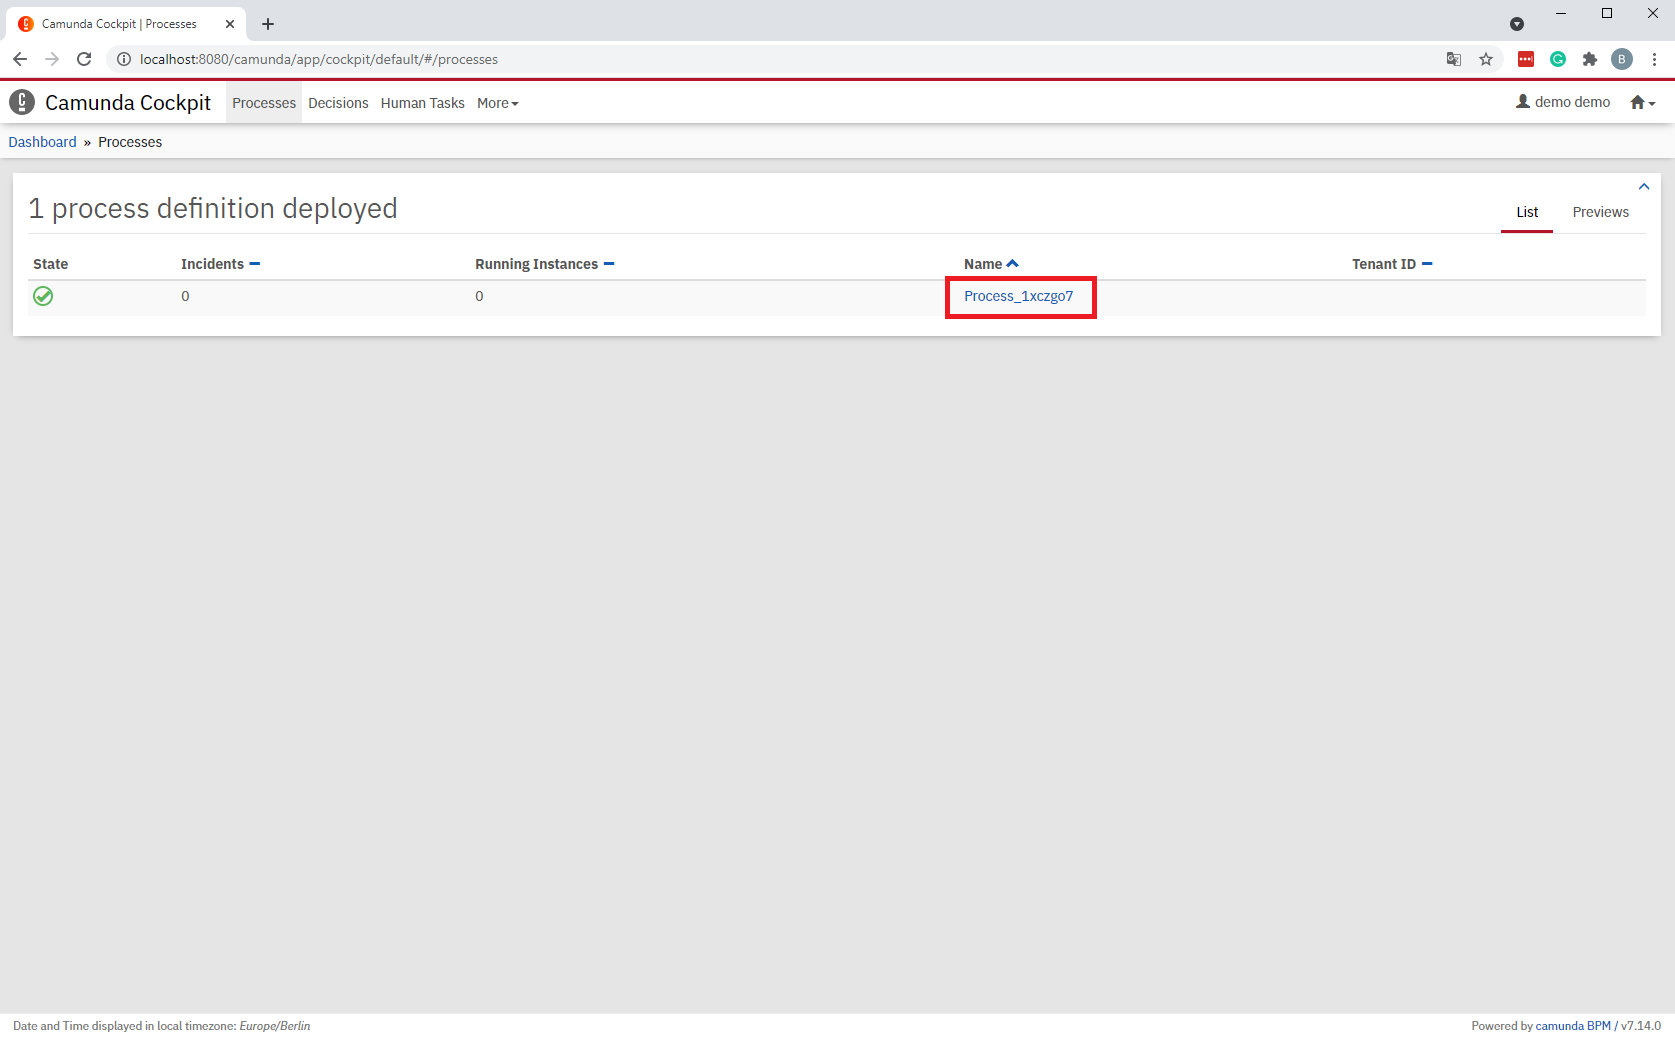 Camunda Cockpit | Processes
localhost:8080/camunda/app/cockpit/default/#/processes
B
Camunda Cockpit Processes Decisions Human Tasks More demo demo
Dashboard » Processes
1 process definition deployed
List Previews
State Incidents Running Instances Name Tenant ID
0 0 Process_1xczgo7
Date and Time displayed in local timezone: Europe/Berlin Powered by camunda BPM / v7.14.0